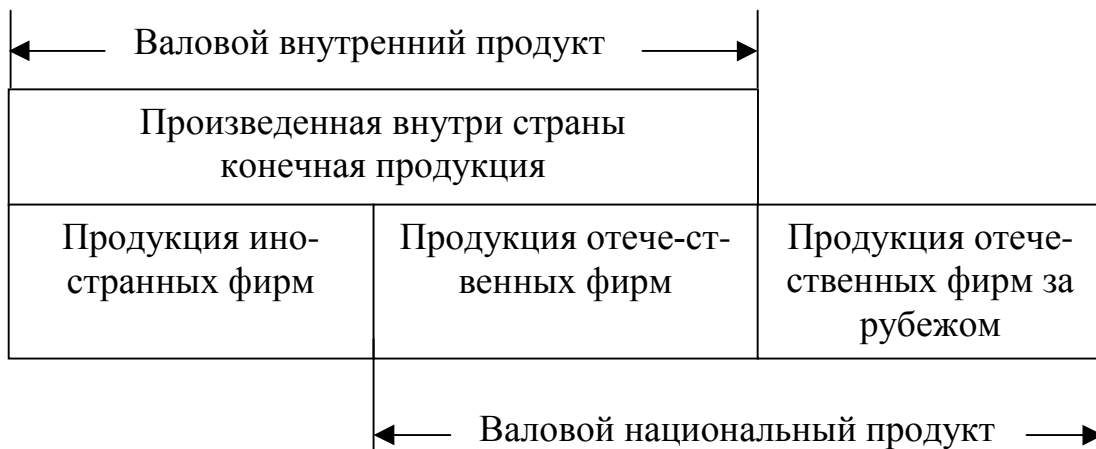 Валовой внутренний продукт
Произведенная внутри страны
конечная продукция
Продукция ино-
странных фирм
Продукция отече-ст-
венных фирм
Продукция отече-
ственных фирм за
рубежом
Валовой национальный продукт